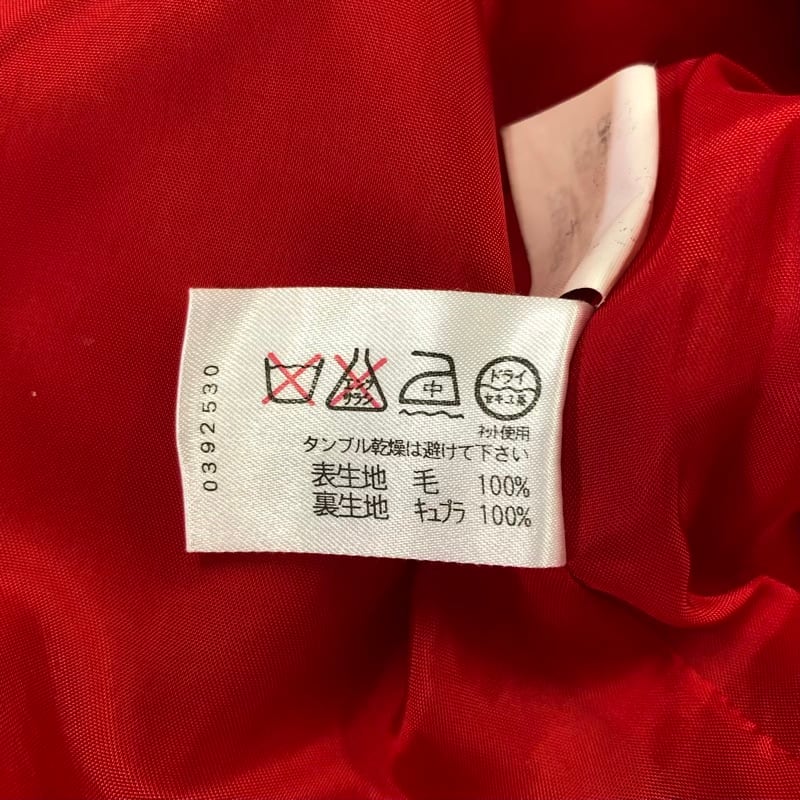 0392530
エンソ
サラシ
中
ドライ
セキユ系
ネット使用
タンブル乾燥は避けて下さい
表生地 毛 100%
裏生地 キュプラ 100%